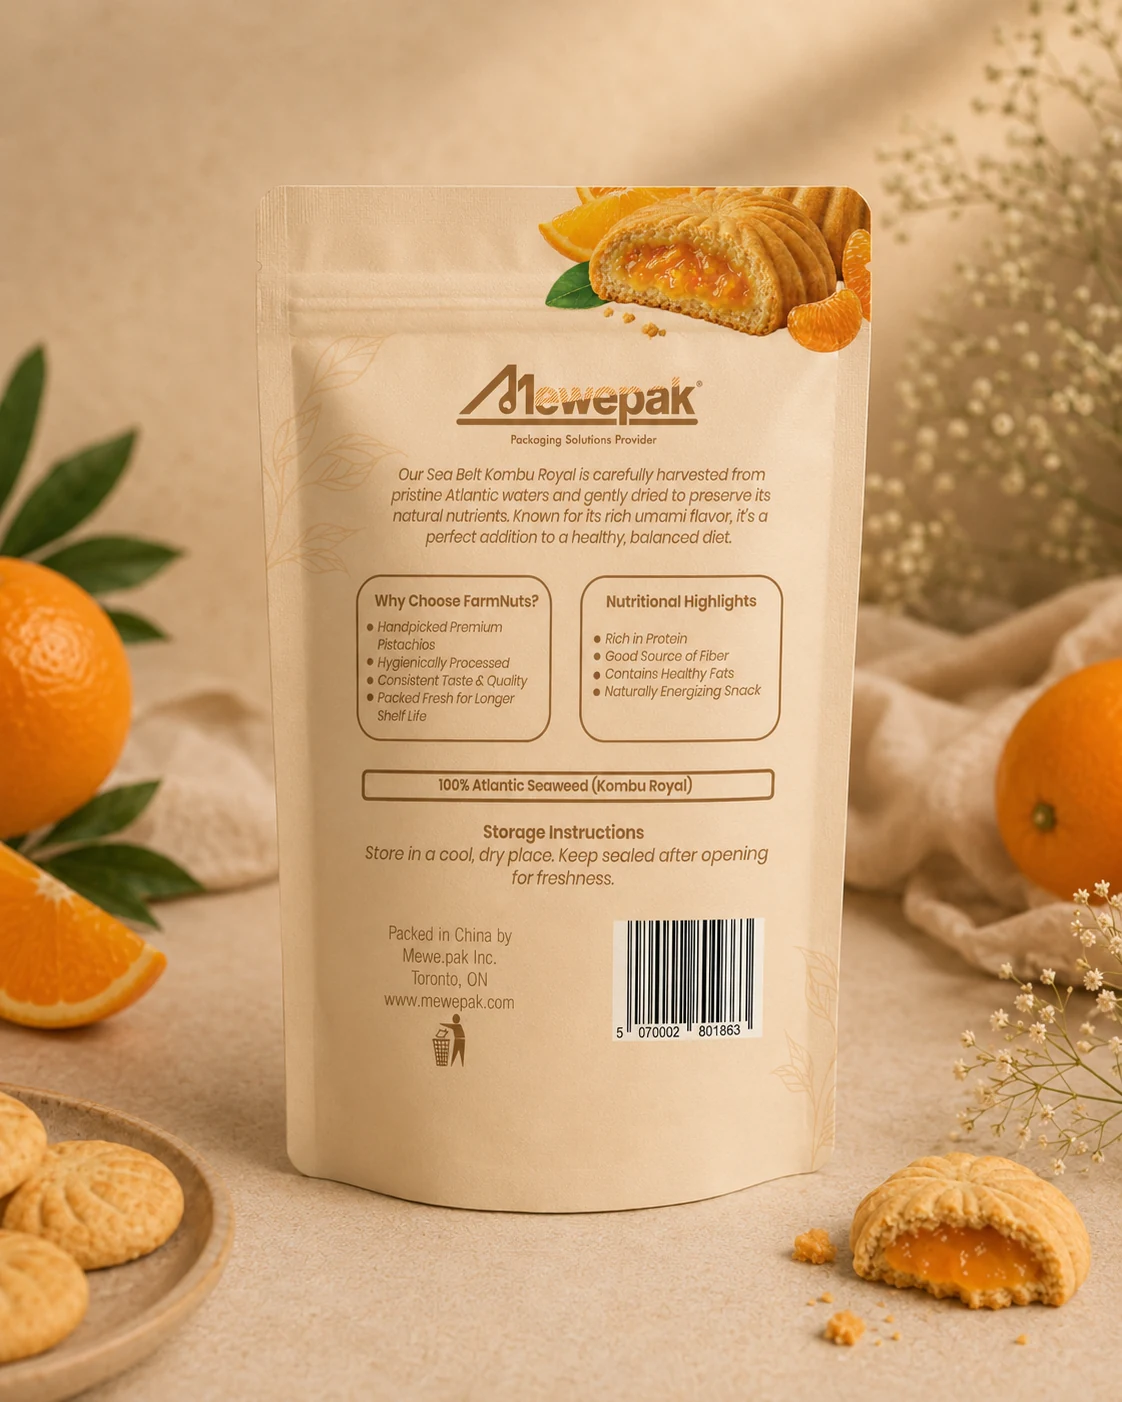 Mewepak®
Packaging Solutions Provider
Our Sea Belt Kombu Royal is carefully harvested from
pristine Atlantic waters and gently dried to preserve its
natural nutrients. Known for its rich umami flavor, it's a
perfect addition to a healthy, balanced diet.
Why Choose FarmNuts?
• Handpicked Premium
Pistachios
• Hygienically Processed
• Consistent Taste & Quality
• Packed Fresh for Longer
Shelf Life
Nutritional Highlights
• Rich in Protein
• Good Source of Fiber
• Contains Healthy Fats
• Naturally Energizing Snack
100% Atlantic Seaweed (Kombu Royal)
Storage Instructions
Store in a cool, dry place. Keep sealed after opening
for freshness.
Packed in China by
Mewe.pak Inc.
Toronto, ON
www.mewepak.com
5 070002 801863